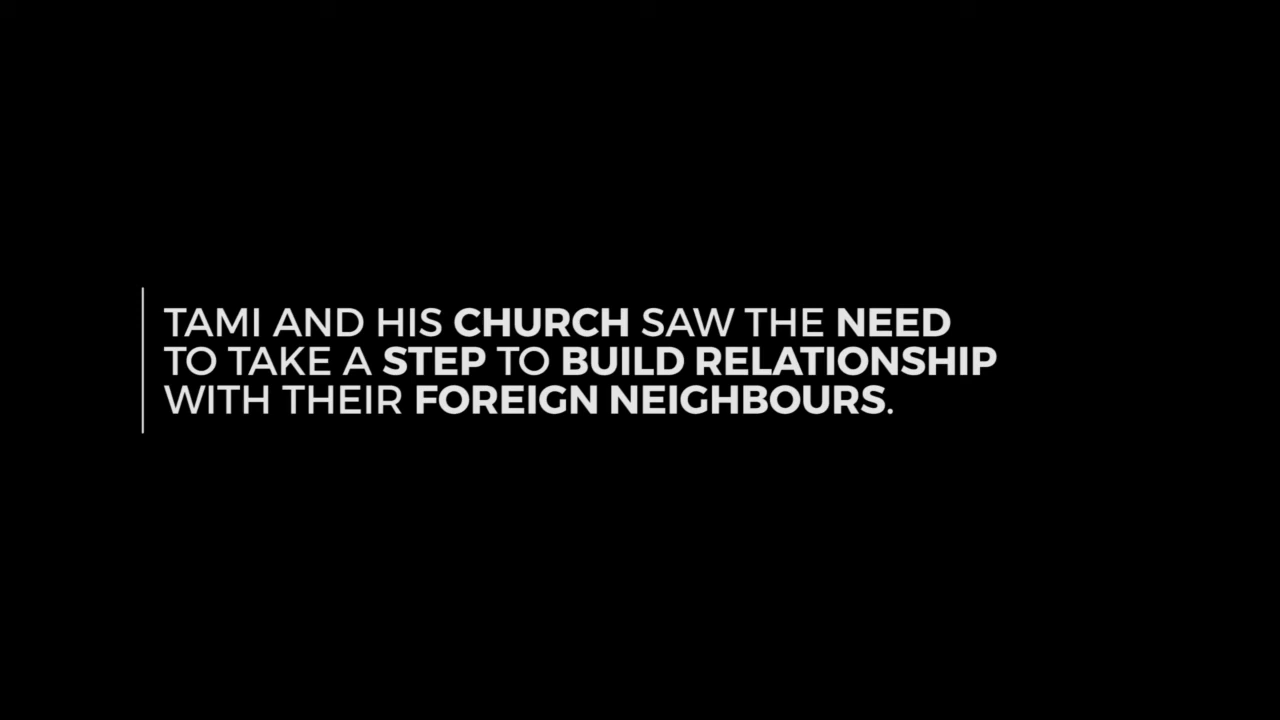 TAMI AND HIS CHURCH SAW THE NEED
TO TAKE A STEP TO BUILD RELATIONSHIP
WITH THEIR FOREIGN NEIGHBOURS.